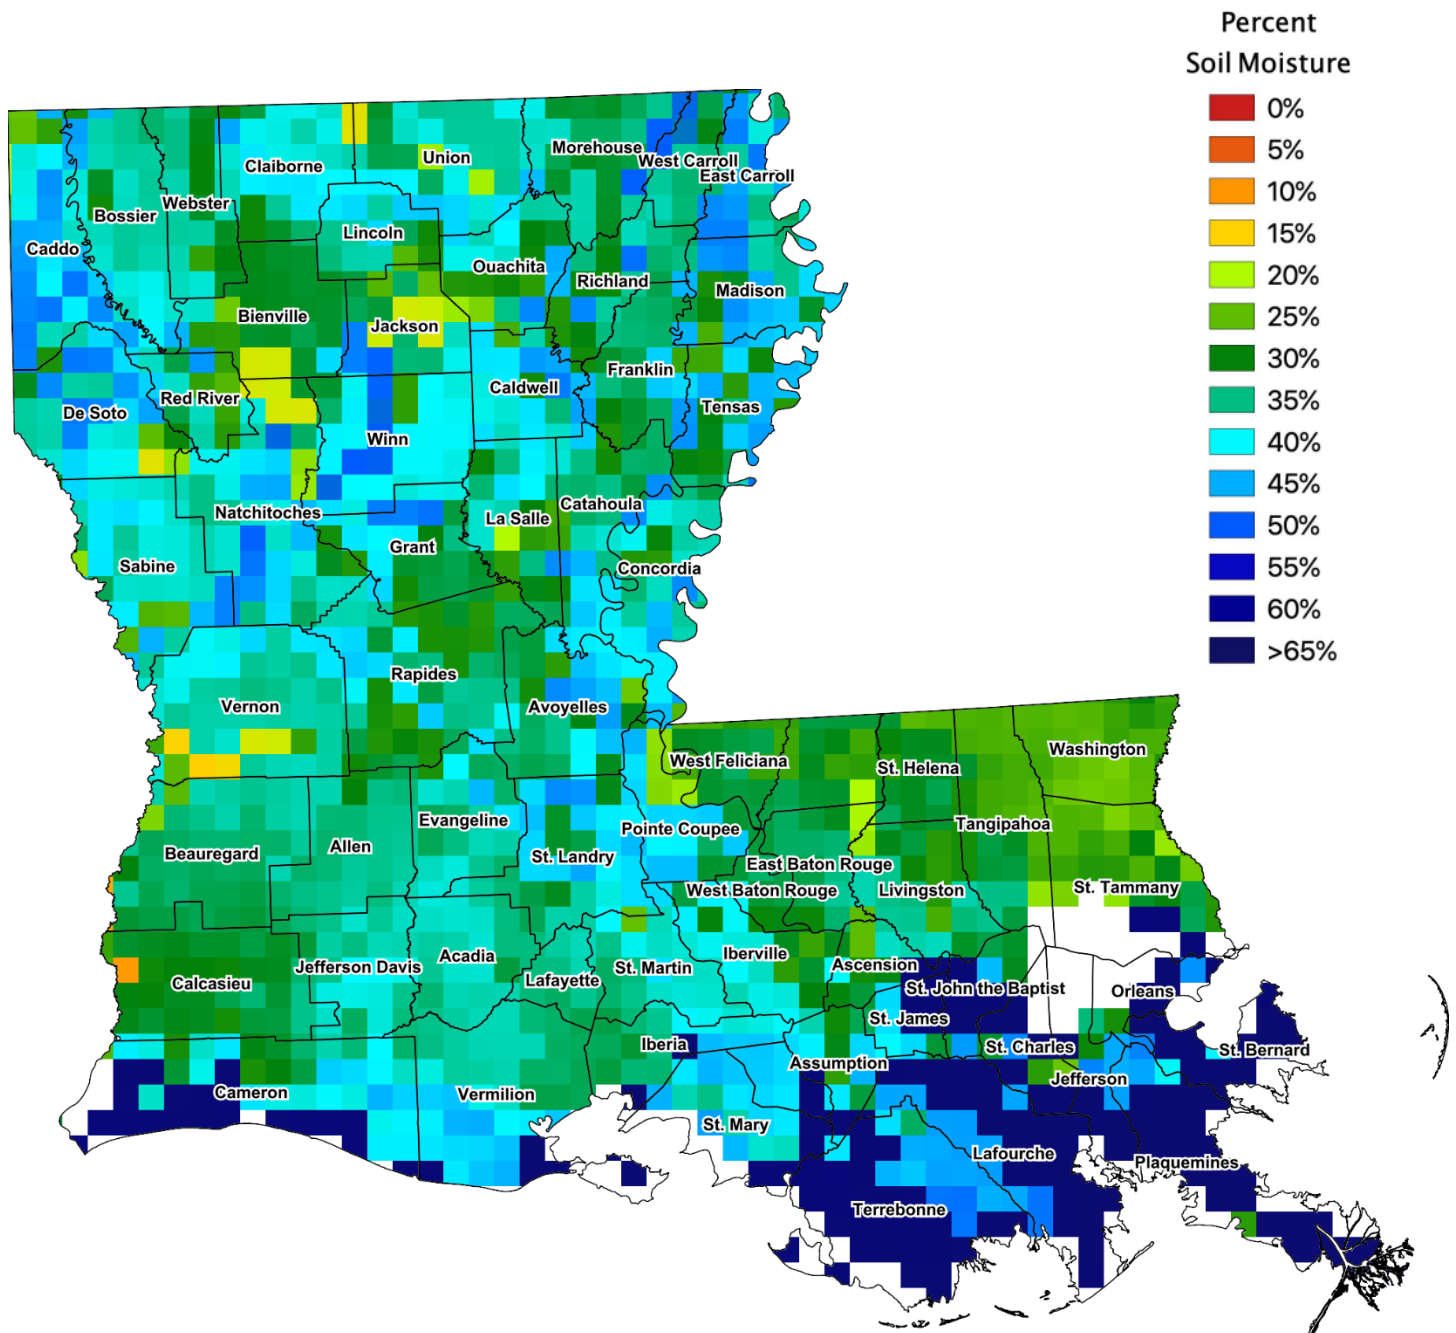 Percent
Soil Moisture
0%
5%
10%
15%
20%
25%
30%
35%
40%
45%
50%
55%
60%
>65%
Morehouse
Union
West Carroll
Claiborne
East Carroll
Webster
Bossier
Lincoln
Caddo
Ouachita
Richland
Madison
Bienville
Jackson
Franklin
Caldwell
Red River
Tensas
De Soto
Winn
Catahoula
Natchitoches
La Salle
Grant
Sabine
Concordia
Rapides
Vernon
Avoyelles
Washington
West Feliciana
St. Helena
Evangeline
Tangipahoa
Pointe Coupee
Allen
Beauregard
St. Landry
East Baton Rouge
St. Tammany
West Baton Rouge
Livingston
Iberville
Acadia
Ascension
Jefferson Davis
St. Martin
Lafayette
Calcasieu
St. John the Baptist
Orleans
St. James
Iberia
St. Charles
St. Bernard
Assumption
Jefferson
Cameron
Vermilion
St. Mary
Lafourche
Plaquemines
Terrebonne